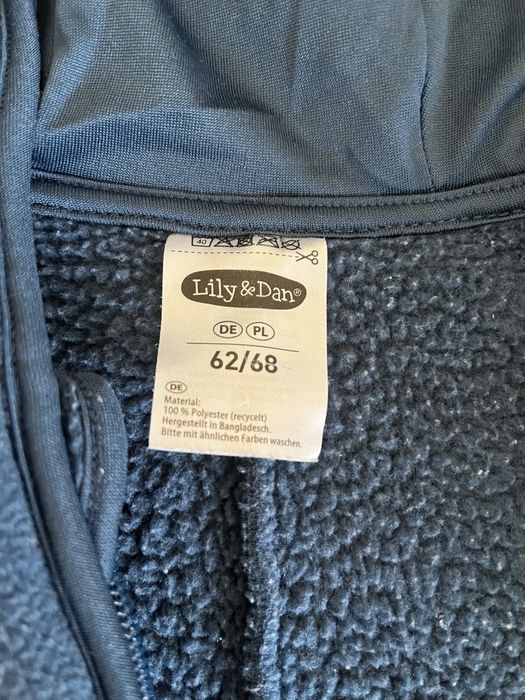 40
Lily & Dan®
DE PL
62/68
DE
Material:
100 % Polyester (recycelt)
Hergestellt in Bangladesch.
Bitte mit ähnlichen Farben waschen.